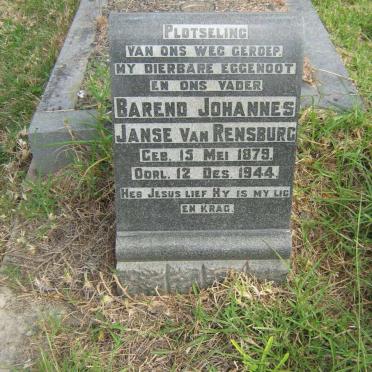 PLOTSELING
VAN ONS WEG GEROEP.
MY DIERBARE EGGENOOT
EN ONS VADER
BAREND JOHANNES
JANSE VAN RENSBURG
GEB. 15 MEI 1879.
OORL. 12 DES. 1944.
HEB JESUS LIEF HY IS MY LIG
EN KRAG.